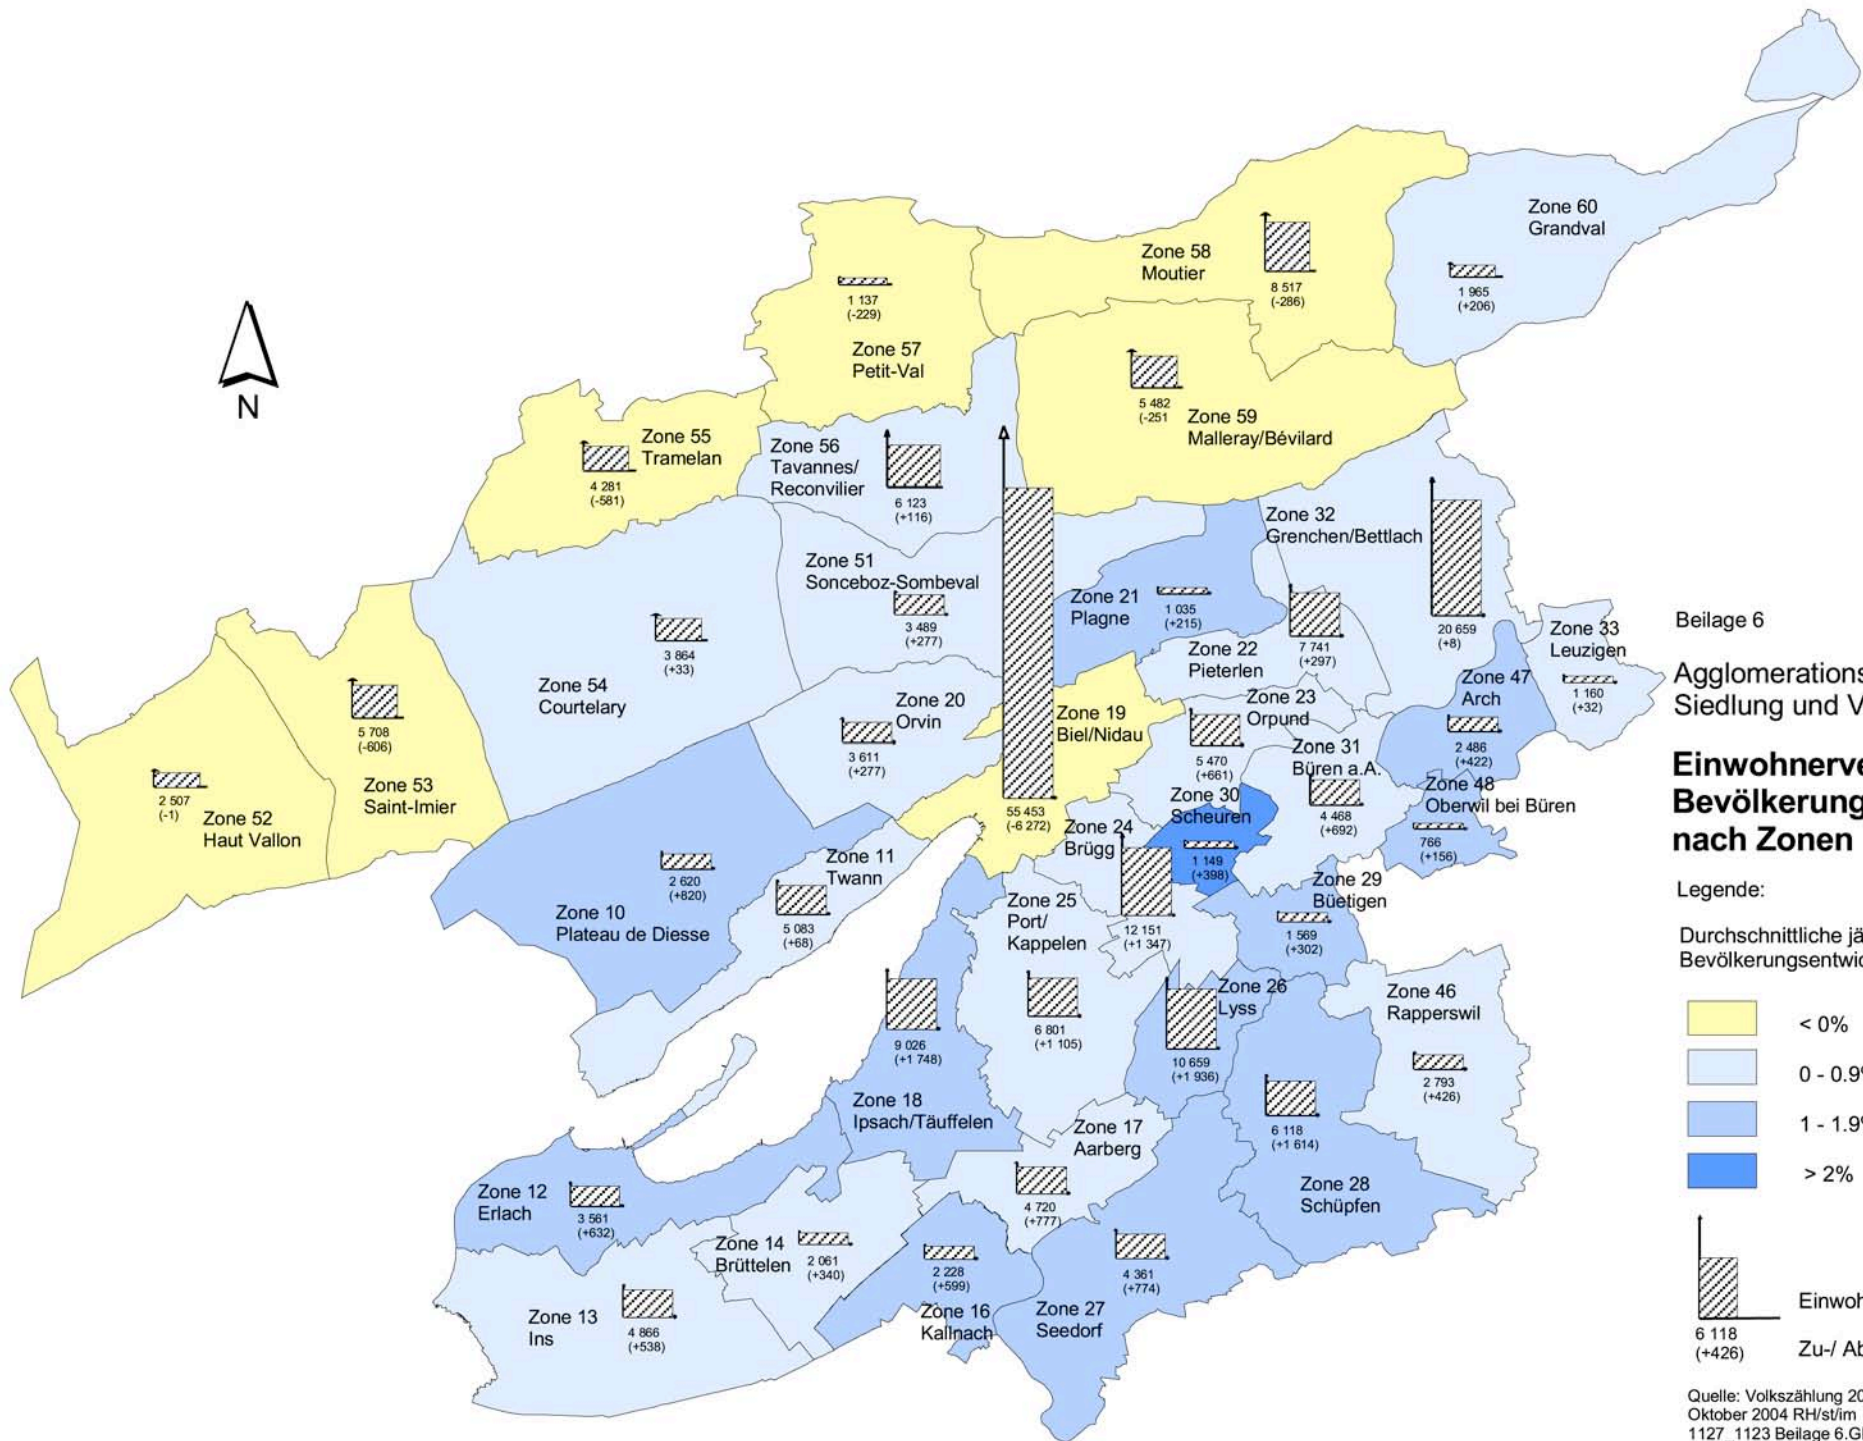 Zone 60
Grandval
1 965
(+206)
Zone 58
Moutier
8 517
(-286)
1 137
(-229)
Zone 57
Petit-Val
5 482
(-251
Zone 59
Malleray/Bévilard
N
Zone 55
Tramelan
4 281
(-581)
Zone 56
Tavannes/
Reconvilier
6 123
(+116)
Zone 32
Grenchen/Bettlach
20 659
(+8)
Zone 51
Sonceboz-Sombeval
3 489
(+277)
Zone 21
Plagne
1 035
(+215)
7 741
(+297)
Zone 22
Pieterlen
Zone 33
Leuzigen
1 160
(+32)
3 864
(+33)
Zone 54
Courtelary
Zone 47
Arch
2 486
(+422)
Zone 20
Orvin
3 611
(+277)
Zone 19
Biel/Nidau
55 453
(-6 272)
Zone 23
Orpund
5 470
(+661)
Zone 31
Büren a.A.
4 468
(+692)
5 708
(-606)
Zone 53
Saint-Imier
2 507
(-1)
Zone 52
Haut Vallon
Zone 30
Scheuren
1 149
(+398)
Zone 48
Oberwil bei Büren
766
(+156)
Zone 24
Brügg
12 151
(+1 347)
Zone 11
Twann
5 083
(+68)
2 620
(+820)
Zone 10
Plateau de Diesse
Zone 29
Büetigen
1 569
(+302)
Zone 25
Port/
Kappelen
6 801
(+1 105)
Zone 26
Lyss
10 659
(+1 936)
Zone 46
Rapperswil
2 793
(+426)
9 026
(+1 748)
Zone 18
Ipsach/Täuffelen
6 118
(+1 614)
Zone 28
Schüpfen
Zone 17
Aarberg
4 720
(+777)
Zone 12
Erlach
3 561
(+632)
Zone 14
Brüttelen
2 061
(+340)
2 228
(+599)
Zone 16
Kallnach
4 361
(+774)
Zone 27
Seedorf
Zone 13
Ins
4 866
(+538)
Beilage 6
Agglomerations
Siedlung und V
Einwohnerve
Bevölkerung
nach Zonen
Legende:
Durchschnittliche jä
Bevölkerungsentwic
< 0%
0 - 0.9%
1 - 1.9%
> 2%
Einwoh
6 118
(+426)
Zu-/ Ab
Quelle: Volkszählung 20
Oktober 2004 RH/st/im
1127_1123 Beilage 6.G